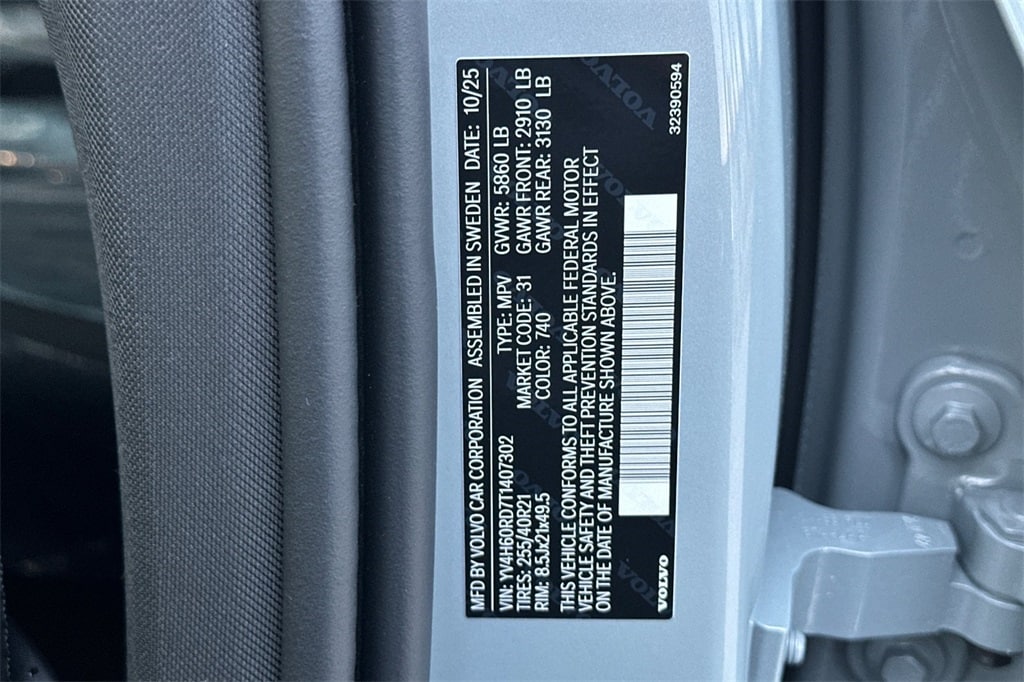 MFD BY VOLVO CAR CORPORATION ASSEMBLED IN SWEDEN DATE: 10/25
VIN: YV4H60RD7T1407302 TYPE: MPV GVWR: 5860 LB
TIRES: 255/40R21 MARKET CODE: 31 GAWR FRONT: 2910 LB
RIM: 8.5Jx21x49.5 COLOR: 740 GAWR REAR: 3130 LB
THIS VEHICLE CONFORMS TO ALL APPLICABLE FEDERAL MOTOR
VEHICLE SAFETY AND THEFT PREVENTION STANDARDS IN EFFECT
ON THE DATE OF MANUFACTURE SHOWN ABOVE.
VOLVO 32390594